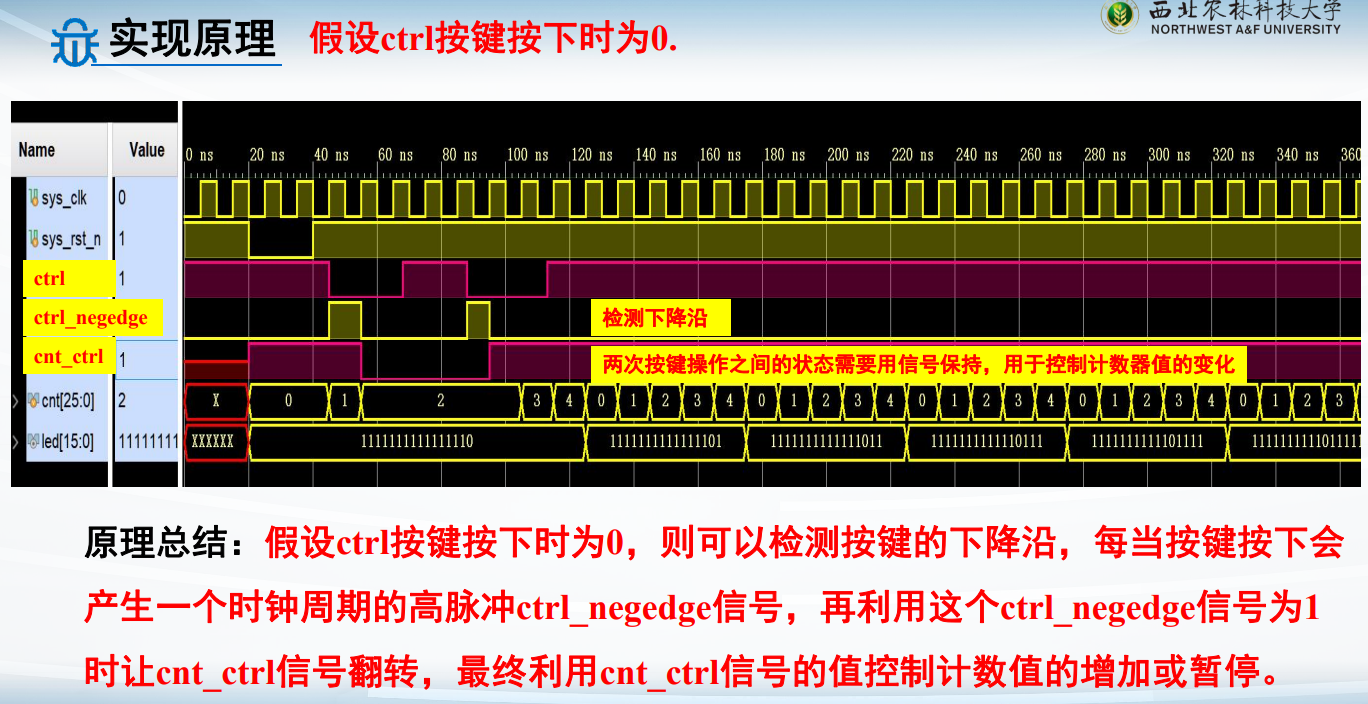 实现原理 假设ctrl按键按下时为0.
西北农林科技大学
NORTHWEST A&F UNIVERSITY
Name Value 0 ns 20 ns 40 ns 60 ns 80 ns 100 ns 120 ns 140 ns 160 ns 180 ns 200 ns 220 ns 240 ns 260 ns 280 ns 300 ns 320 ns 340 ns 360
sys_clk 0
sys_rst_n 1
ctrl 1
ctrl_negedge 检测下降沿
cnt_ctrl 1 两次按键操作之间的状态需要用信号保持，用于控制计数器值的变化
cnt[25:0] 2 X 0 1 2 3 4 0 1 2 3 4 0 1 2 3 4 0 1 2 3 4 0 1 2 3 4 0 1 2 3
led[15:0] 11111111 XXXXXX 1111111111111110 1111111111111101 1111111111111011 1111111111110111 1111111111101111 1111111111011111
原理总结：假设ctrl按键按下时为0，则可以检测按键的下降沿，每当按键按下会
产生一个时钟周期的高脉冲ctrl_negedge信号，再利用这个ctrl_negedge信号为1
时让cnt_ctrl信号翻转，最终利用cnt_ctrl信号的值控制计数值的增加或暂停。